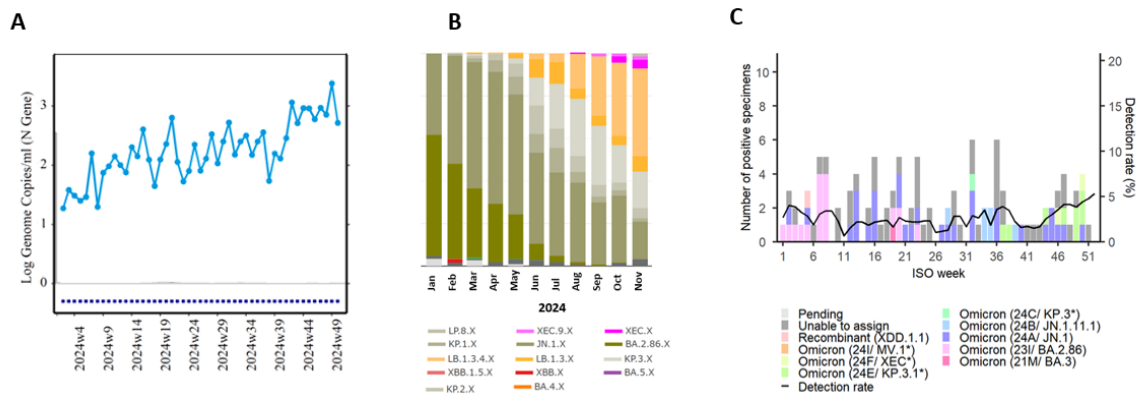 A
Log Genome Copies/ml (N Gene)
3
2
1
0
2024w4
2024w9
2024w14
2024w19
2024w24
2024w29
2024w34
2024w39
2024w44
2024w49
B
Jan
Feb
Mar
Apr
May
Jun
Jul
Aug
Sep
Oct
Nov
2024
LP.8.X
XEC.9.X
XEC.X
KP.1.X
JN.1.X
BA.2.86.X
LB.1.3.4.X
LB.1.3.X
KP.3.X
XBB.1.5.X
XBB.X
BA.5.X
KP.2.X
BA.4.X
C
Number of positive specimens
10
8
6
4
2
0
20
15
10
5
0
Detection rate (%)
1
6
11
16
21
26
31
36
41
46
51
ISO week
Pending
Unable to assign
Recombinant (XDD.1.1)
Omicron (24I/ MV.1*)
Omicron (24F/ XEC*)
Omicron (24E/ KP.3.1*)
Detection rate
Omicron (24C/ KP.3*)
Omicron (24B/ JN.1.11.1)
Omicron (24A/ JN.1)
Omicron (23I/ BA.2.86)
Omicron (21M/ BA.3)